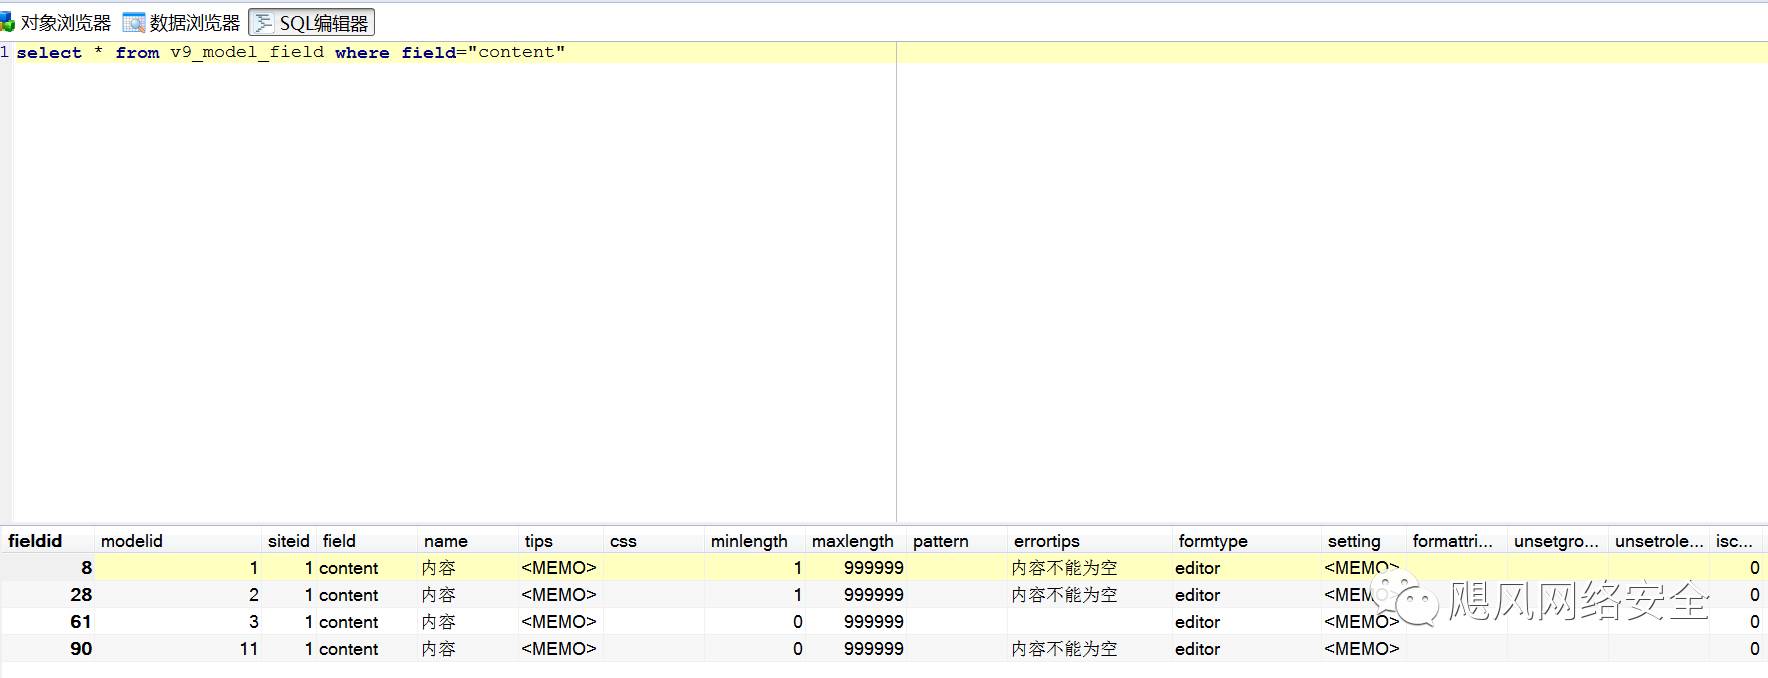 对象浏览器 数据浏览器 SQL编辑器
1 select * from v9_model_field where field="content"
fieldid modelid siteid field name tips css minlength maxlength pattern errortips formtype setting formattri... unsetgro... unsetrole... isc...
8 1 1 content 内容 <MEMO> 1 999999 内容不能为空 editor <MEMO> 0
28 2 1 content 内容 <MEMO> 1 999999 内容不能为空 editor <MEMO> 0
61 3 1 content 内容 <MEMO> 0 999999 editor <MEMO> 0
90 11 1 content 内容 <MEMO> 0 999999 内容不能为空 editor <MEMO> 0
飓风网络安全